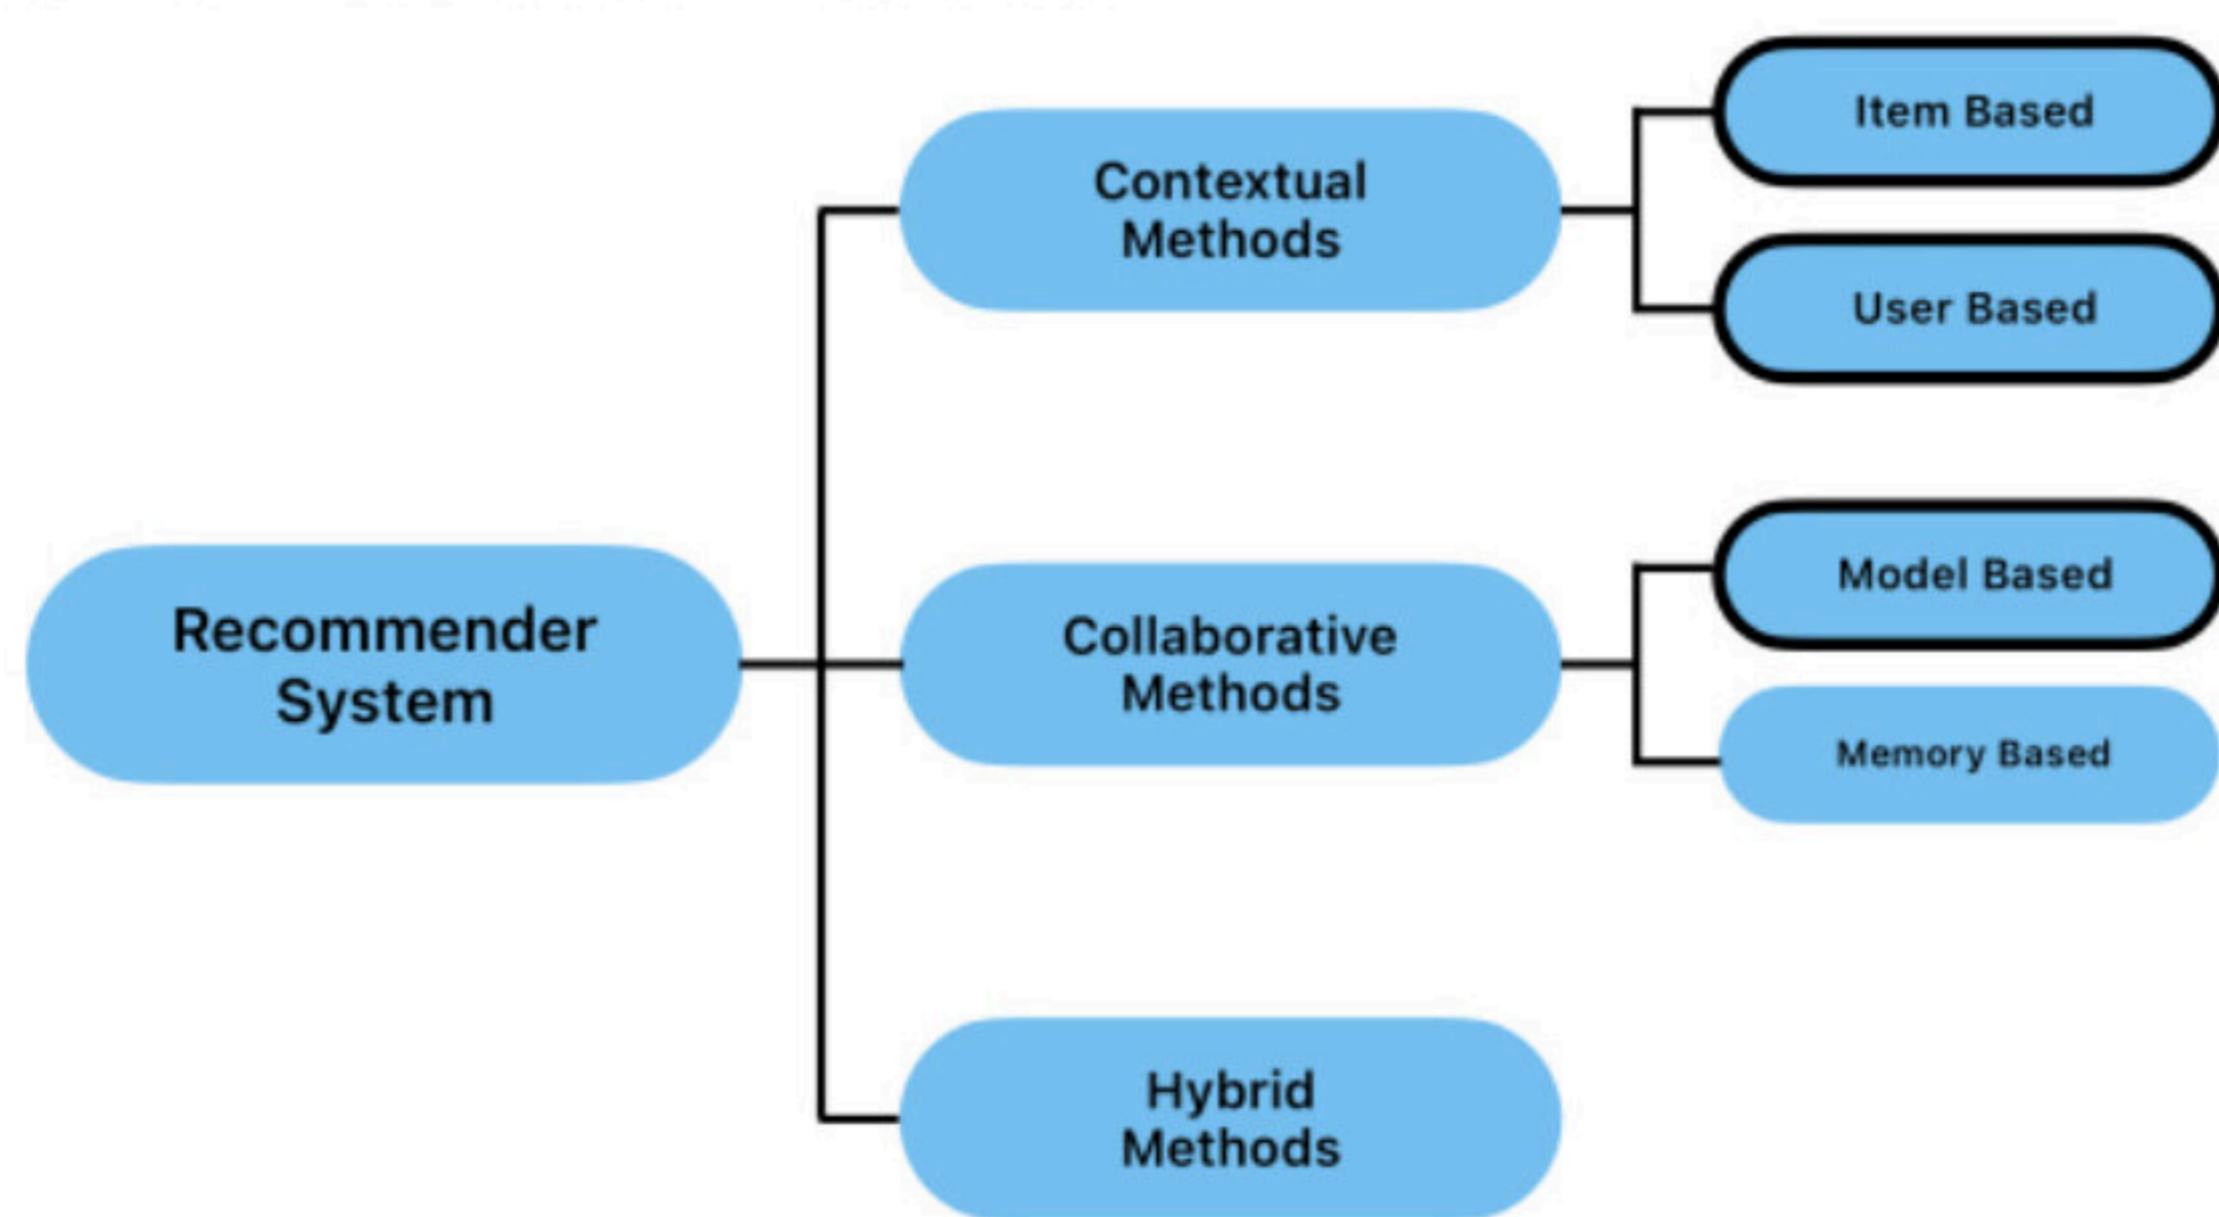 Item Based
Contextual
Methods
User Based
Model Based
Recommender
System
Collaborative
Methods
Memory Based
Hybrid
Methods